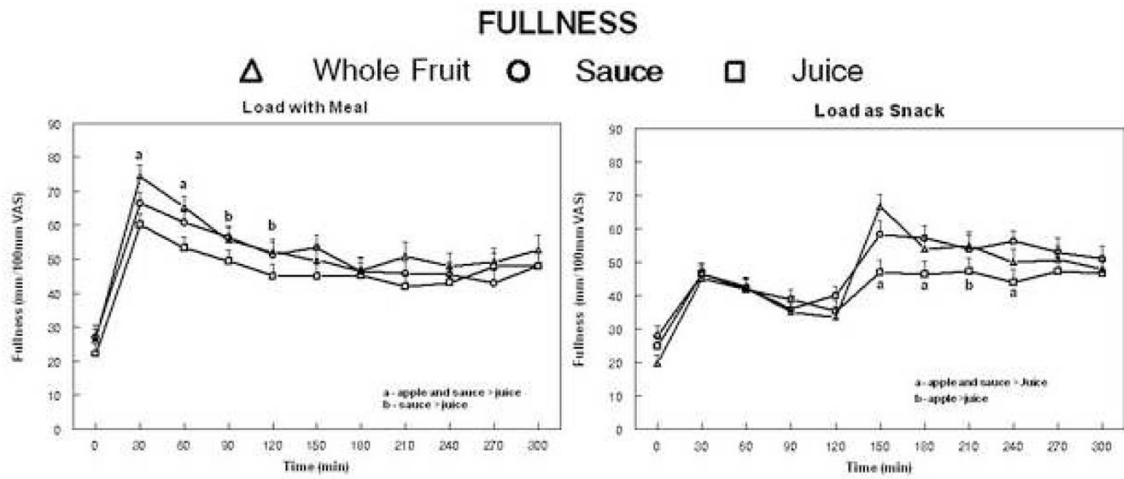 FULLNESS
Whole Fruit Sauce Juice
Load with Meal
90
80
70
60
50
40
30
20
10
0
Fullness (mm/100mm VAS)
a
a
b
b
a - apple and sauce > juice
b - sauce > juice
0 30 60 90 120 150 180 210 240 270 300
Time (min)
Load as Snack
90
80
70
60
50
40
30
20
10
0
Fullness (mm/100mm VAS)
a
a
b
a
a - apple and sauce > Juice
b - apple >juice
0 30 60 90 120 150 180 210 240 270 300
Time (min)